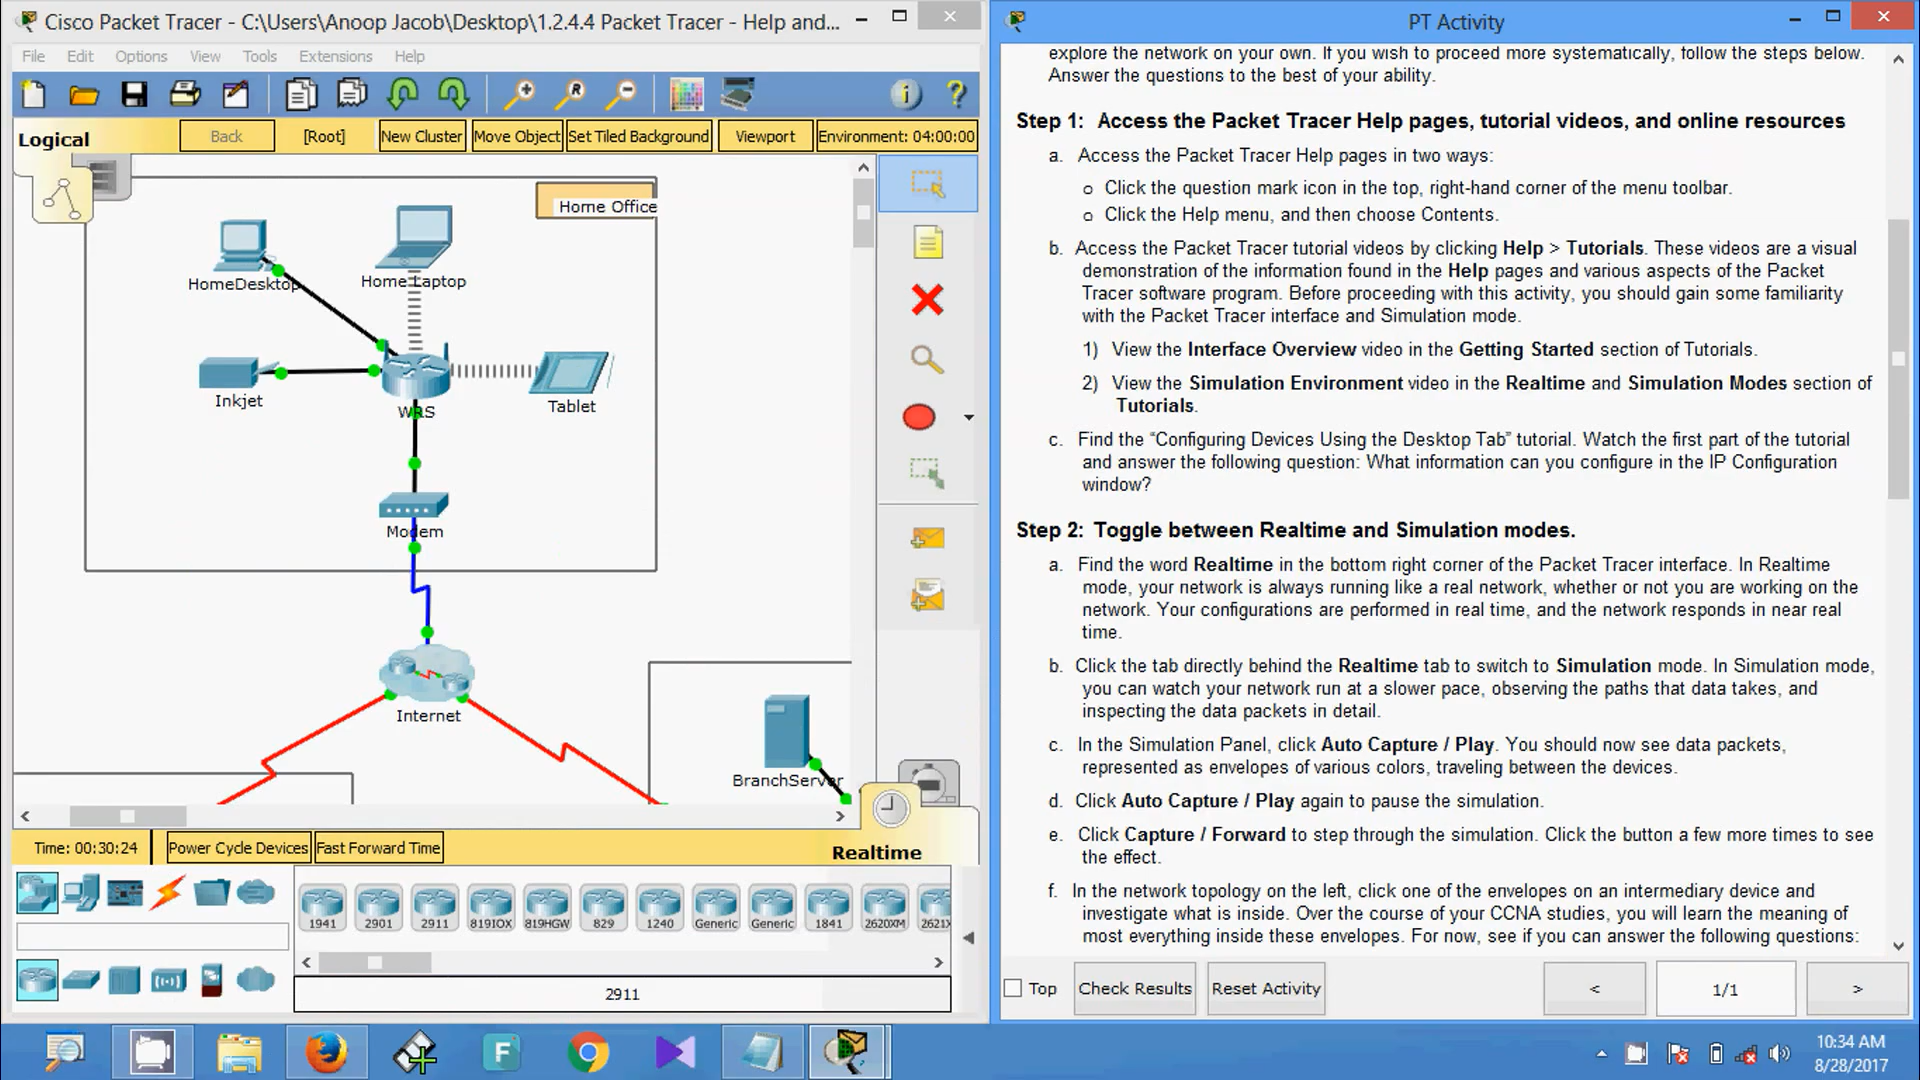 Cisco Packet Tracer - C:\Users\Anoop Jacob\Desktop\1.2.4.4 Packet Tracer - Help and...
File Edit Options View Tools Extensions Help
Logical Back [Root] New Cluster Move Object Set Tiled Background Viewport Environment: 04:00:00
Home Office
HomeDesktop Home Laptop
Inkjet WRS Tablet
Modem
Internet
BranchServer
Time: 00:30:24 Power Cycle Devices Fast Forward Time Realtime
1941 2901 2911 819IOX 819HGW 829 1240 Generic Generic 1841 2620XM 2621X
2911
PT Activity
explore the network on your own. If you wish to proceed more systematically, follow the steps below.
Answer the questions to the best of your ability.
Step 1: Access the Packet Tracer Help pages, tutorial videos, and online resources
a. Access the Packet Tracer Help pages in two ways:
o Click the question mark icon in the top, right-hand corner of the menu toolbar.
o Click the Help menu, and then choose Contents.
b. Access the Packet Tracer tutorial videos by clicking Help > Tutorials. These videos are a visual
demonstration of the information found in the Help pages and various aspects of the Packet
Tracer software program. Before proceeding with this activity, you should gain some familiarity
with the Packet Tracer interface and Simulation mode.
1) View the Interface Overview video in the Getting Started section of Tutorials.
2) View the Simulation Environment video in the Realtime and Simulation Modes section of
Tutorials.
c. Find the “Configuring Devices Using the Desktop Tab” tutorial. Watch the first part of the tutorial
and answer the following question: What information can you configure in the IP Configuration
window?
Step 2: Toggle between Realtime and Simulation modes.
a. Find the word Realtime in the bottom right corner of the Packet Tracer interface. In Realtime
mode, your network is always running like a real network, whether or not you are working on the
network. Your configurations are performed in real time, and the network responds in near real
time.
b. Click the tab directly behind the Realtime tab to switch to Simulation mode. In Simulation mode,
you can watch your network run at a slower pace, observing the paths that data takes, and
inspecting the data packets in detail.
c. In the Simulation Panel, click Auto Capture / Play. You should now see data packets,
represented as envelopes of various colors, traveling between the devices.
d. Click Auto Capture / Play again to pause the simulation.
e. Click Capture / Forward to step through the simulation. Click the button a few more times to see
the effect.
f. In the network topology on the left, click one of the envelopes on an intermediary device and
investigate what is inside. Over the course of your CCNA studies, you will learn the meaning of
most everything inside these envelopes. For now, see if you can answer the following questions:
Top Check Results Reset Activity < 1/1 >
10:34 AM
8/28/2017